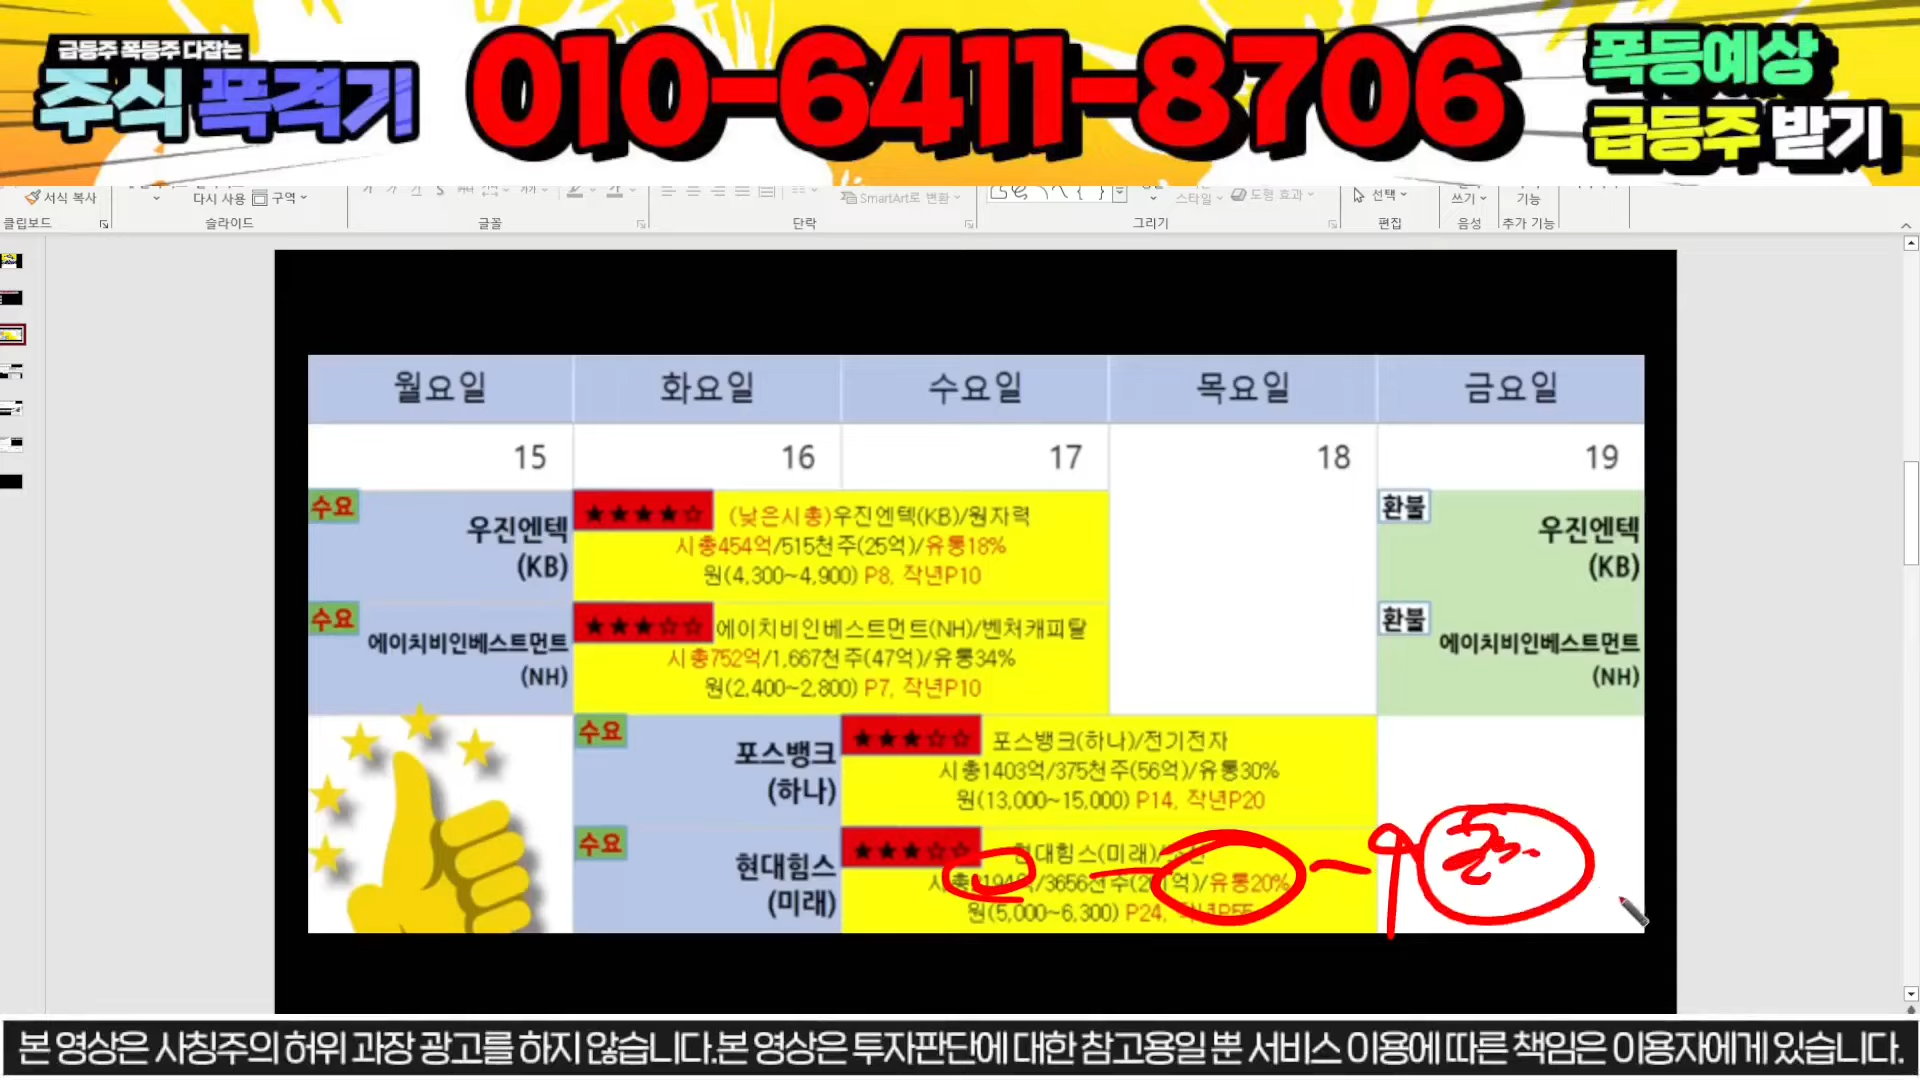 급등주 폭등주 다잡는
주식 폭격기
010-6411-8706
폭등예상
급등주 받기
서식 복사
다시 사용 구역
SmartArt로 변환
스타일 도형 효과
선택
쓰기
기능
클립보드 슬라이드 글꼴 단락 그리기 편집 음성 추가 기능
월요일 화요일 수요일 목요일 금요일
15 16 17 18 19
수요
우진엔텍
(KB)
★★★★☆ (낮은시총)우진엔텍(KB)/원자력
시총454억/515천주(25억)/유통18%
원(4,300~4,900) P8, 작년P10
환불
우진엔텍
(KB)
수요
에이치비인베스트먼트
(NH)
★★★☆☆ 에이치비인베스트먼트(NH)/벤처캐피탈
시총752억/1,667천주(47억)/유통34%
원(2,400~2,800) P7, 작년P10
환불
에이치비인베스트먼트
(NH)
수요
포스뱅크
(하나)
★★★☆☆ 포스뱅크(하나)/전기전자
시총1403억/375천주(56억)/유통30%
원(13,000~15,000) P14, 작년P20
수요
현대힘스
(미래)
★★★☆☆ 현대힘스(미래)/
/3656천주 /유통20%
원(5,000~6,300) P24,
본 영상은 사칭주의 허위 과장 광고를 하지 않습니다.본 영상은 투자판단에 대한 참고용일 뿐 서비스 이용에 따른 책임은 이용자에게 있습니다.